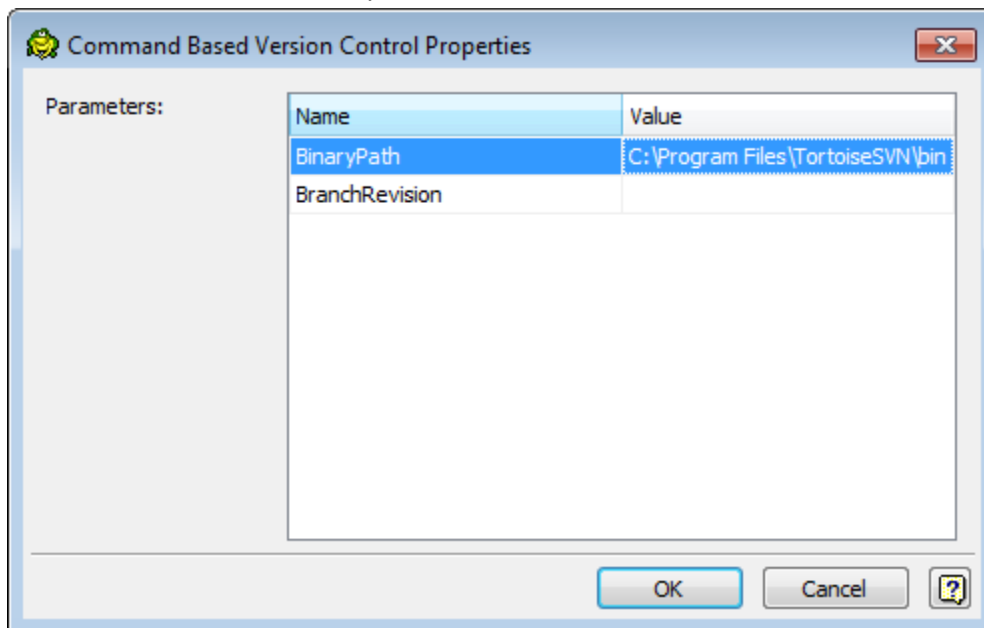 Command Based Version Control Properties
Parameters:
Name Value
BinaryPath C:\Program Files\TortoiseSVN\bin
BranchRevision
OK Cancel ?